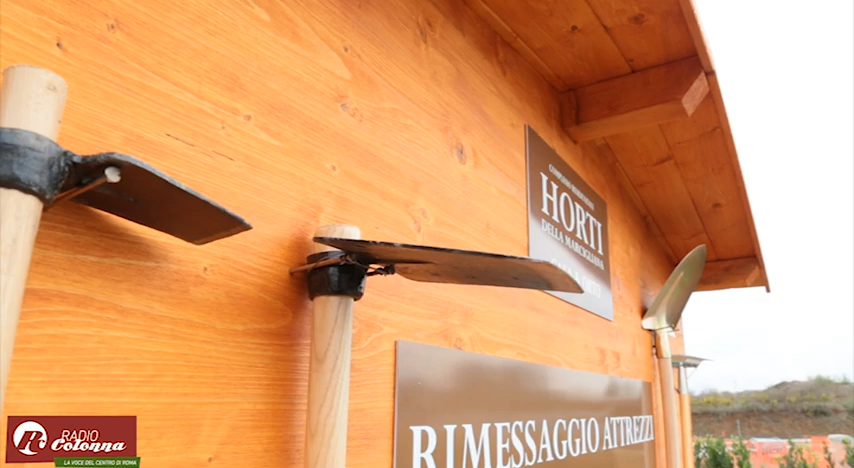 HORTI
DELLA MARCIGLIANA
RIMESSAGGIO ATTREZZI
RADIO
Colonna
LA VOCE DEL CENTRO DI ROMA